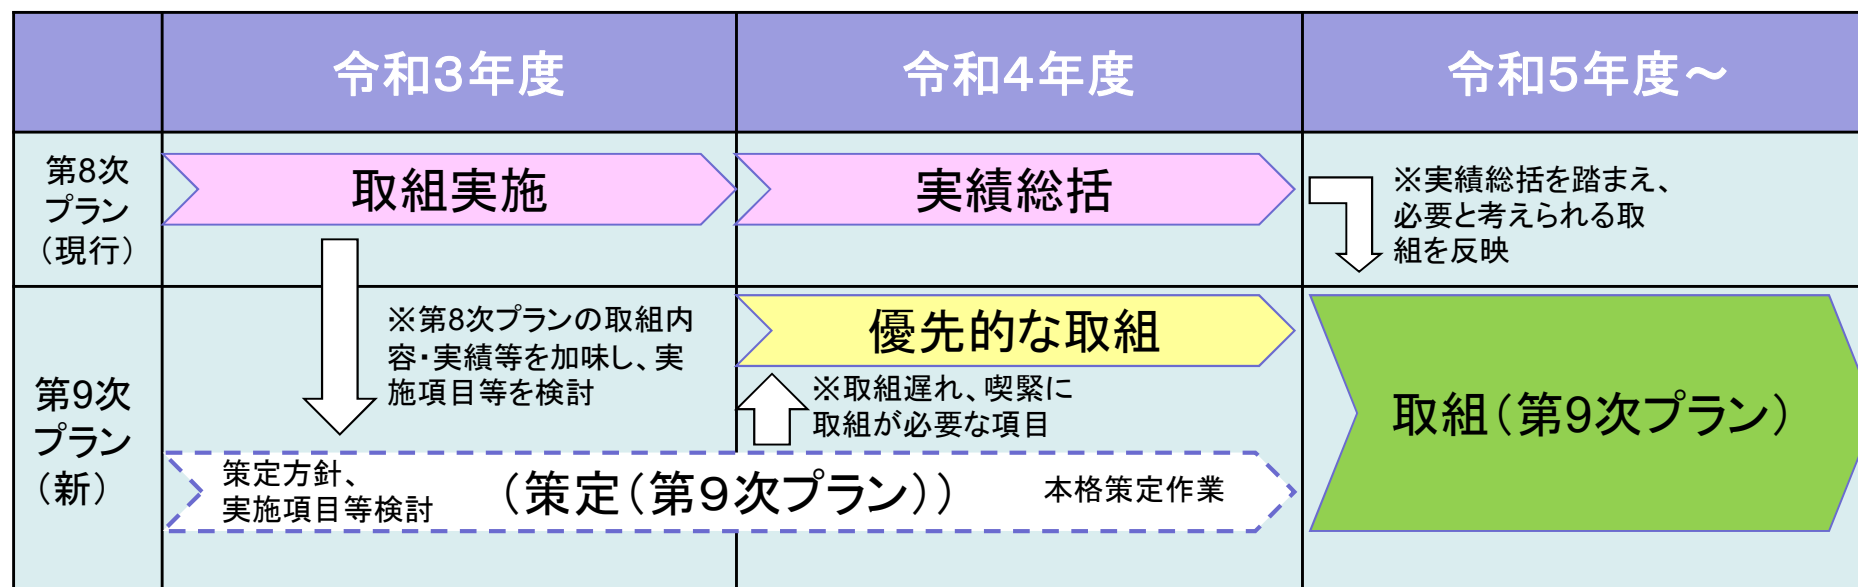 令和3年度
令和4年度
令和5年度～
第8次
プラン
（現行）
取組実施
実績総括
※実績総括を踏まえ、
必要と考えられる取
組を反映
第9次
プラン
（新）
※第8次プランの取組内
容・実績等を加味し、実
施項目等を検討
優先的な取組
※取組遅れ、喫緊に
取組が必要な項目
策定方針、
実施項目等検討
（策定（第9次プラン））
本格策定作業
取組（第9次プラン）